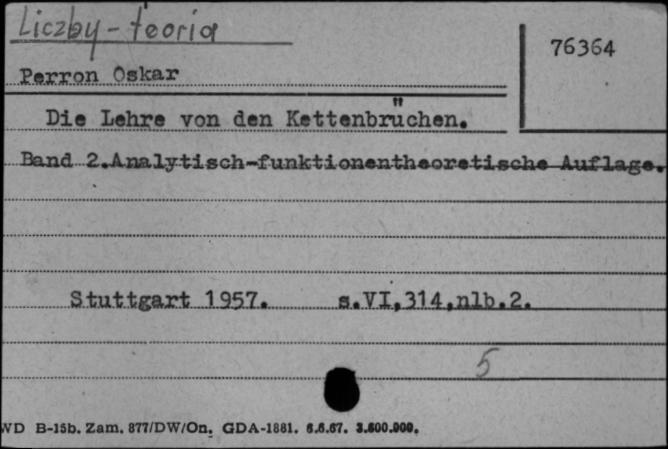 Liczby - teoria
76364
Perron Oskar
Die Lehre von den Kettenbrüchen.
Band 2.Analytisch-funktionentheoretische Auflage.
Stuttgart 1957. s.VI,314,nlb.2.
5
WD B-15b. Zam. 877/DW/On. GDA-1881. 6.6.67. 3.600.000.